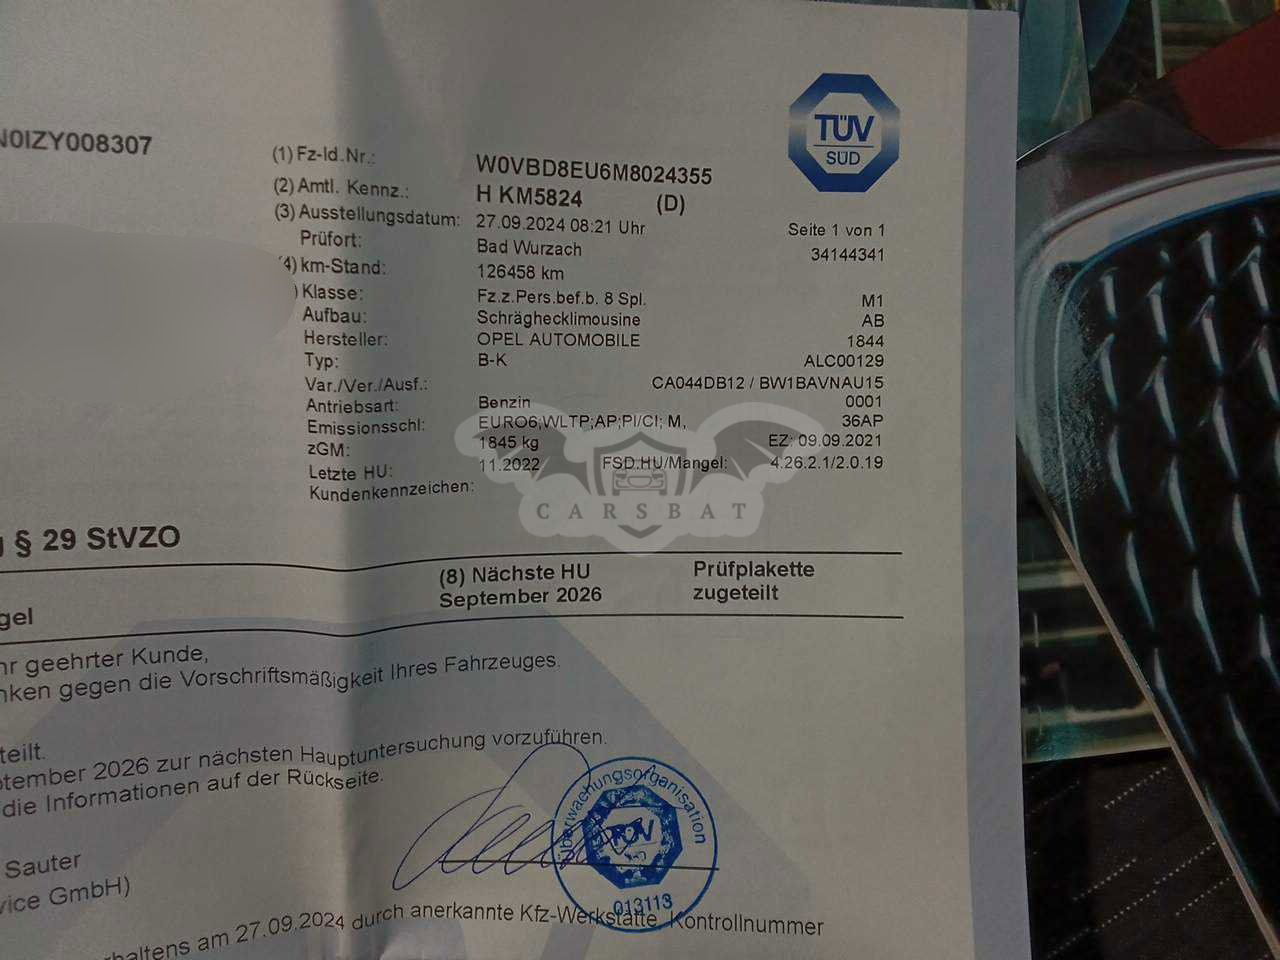 N0IZY008307
TÜV
SÜD
(1) Fz-Id.Nr.: W0VBD8EU6M8024355
(2) Amtl. Kennz.: H KM5824 (D)
(3) Ausstellungsdatum: 27.09.2024 08:21 Uhr Seite 1 von 1
Prüfort: Bad Wurzach 34144341
4) km-Stand: 126458 km
) Klasse: Fz.z.Pers.bef.b. 8 Spl. M1
Aufbau: Schräghecklimousine AB
Hersteller: OPEL AUTOMOBILE 1844
Typ: B-K ALC00129
Var./Ver./Ausf.: CA044DB12 / BW1BAVNAU15
Antriebsart: Benzin 0001
Emissionsschl: EURO6;WLTP;AP;PI/CI; M, 36AP
zGM: 1845 kg EZ: 09.09.2021
Letzte HU: 11.2022 FSD:HU/Mangel: 4.26.2.1/2.0.19
Kundenkennzeichen:
CARSBAT
g § 29 StVZO
(8) Nächste HU Prüfplakette
September 2026 zugeteilt
gel
hr geehrter Kunde,
nken gegen die Vorschriftsmäßigkeit Ihres Fahrzeuges.
teilt.
ptember 2026 zur nächsten Hauptuntersuchung vorzuführen.
die Informationen auf der Rückseite.
Überwachungsorganisation
TÜV
013113
Sauter
vice GmbH)
haltens am 27.09.2024 durch anerkannte Kfz-Werkstatte, Kontrollnummer